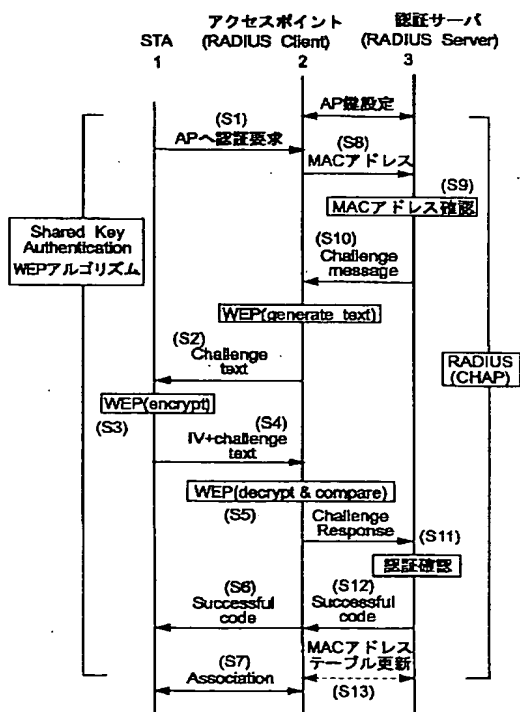 アクセスポイント 認証サーバ
STA (RADIUS Client) (RADIUS Server)
1 2 3
AP鍵設定
(S1)
APへ認証要求
(S8)
MACアドレス
(S9)
MACアドレス確認
Shared Key
Authentication
WEPアルゴリズム
(S10)
Challenge
message
WEP(generate text)
(S2)
Challenge
text
RADIUS
(CHAP)
WEP(encrypt)
(S3)
(S4)
IV+challenge
text
WEP(decrypt & compare)
(S5)
Challenge
Response
(S11)
認証確認
(S6)
Successful
code
(S12)
Successful
code
(S7)
Association
MACアドレス
テーブル更新
(S13)